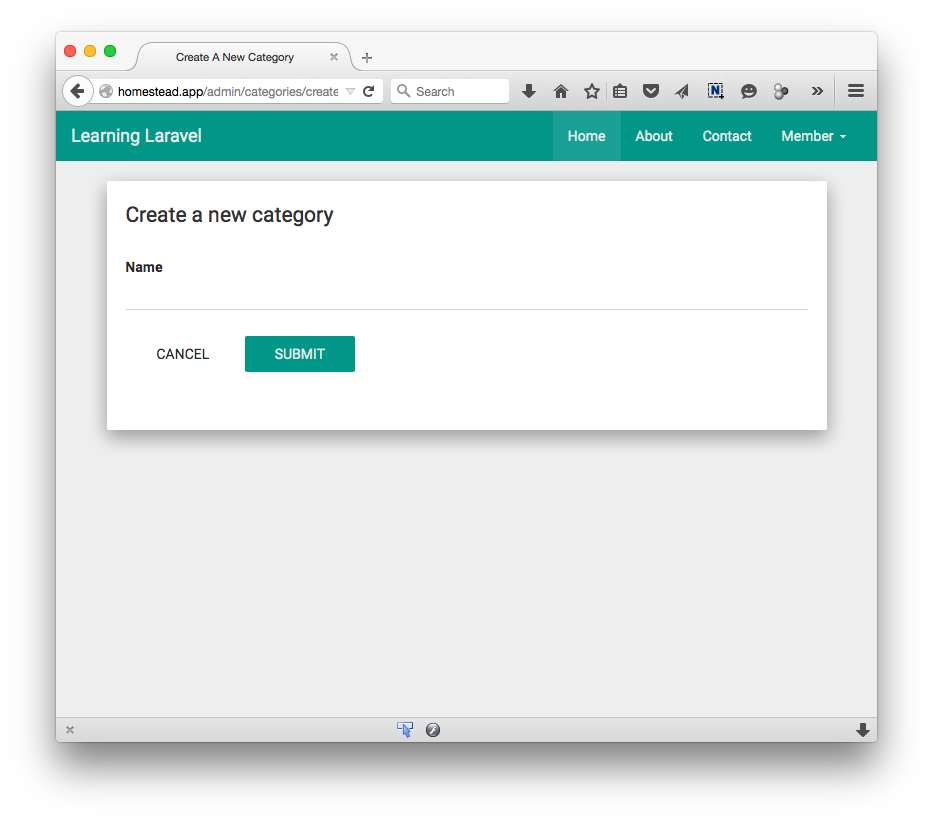 Create A New Category
homestead.app/admin/categories/create
Search
Learning Laravel
Home
About
Contact
Member
Create a new category
Name
CANCEL
SUBMIT